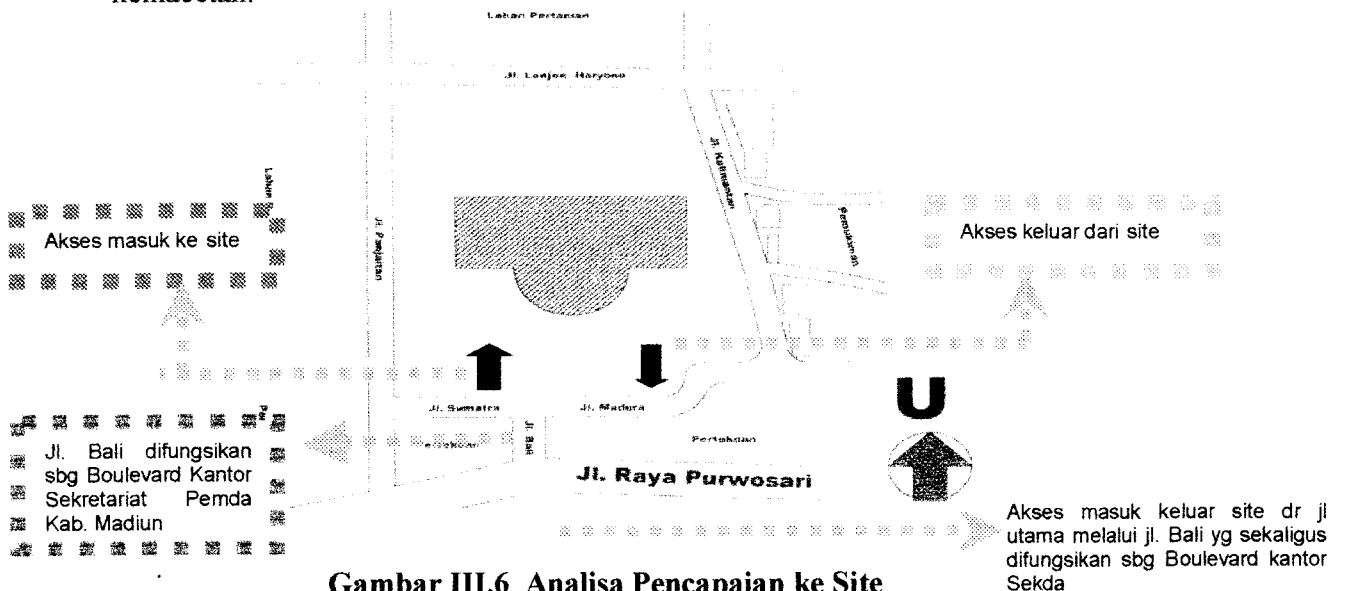 Lahan Pertanian
Jl. Letjen Haryono
Jl. Kalimantan
Lahan
Jl. Panjaitan
Pemukiman
Akses masuk ke site
Akses keluar dari site
Jl. Sumatra
Jl. Madura
U
Jl. Bali
Pertokoan
Jl. Bali difungsikan
sbg Boulevard Kantor
Sekretariat Pemda
Kab. Madiun
Jl. Raya Purwosari
Akses masuk keluar site dr jl
utama melalui jl. Bali yg sekaligus
difungsikan sbg Boulevard kantor
Sekda
Gambar III.6 Analisa Pencapaian ke Site